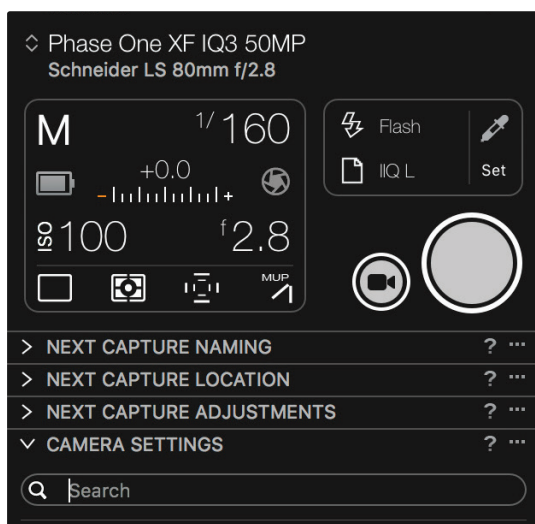 Phase One XF IQ3 50MP
Schneider LS 80mm f/2.8
M 1/ 160
+0.0
- +
ISO 100 f 2.8
MUP
Flash
IIQ L Set
> NEXT CAPTURE NAMING ? ...
> NEXT CAPTURE LOCATION ? ...
> NEXT CAPTURE ADJUSTMENTS ? ...
CAMERA SETTINGS ? ...
Search